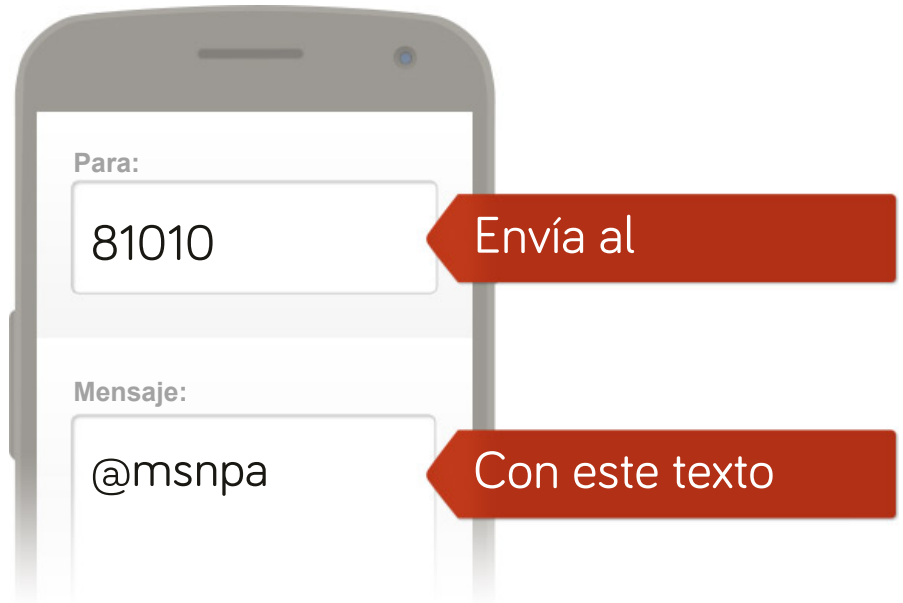 Para:
81010
Envía al
Mensaje:
@msnpa
Con este texto